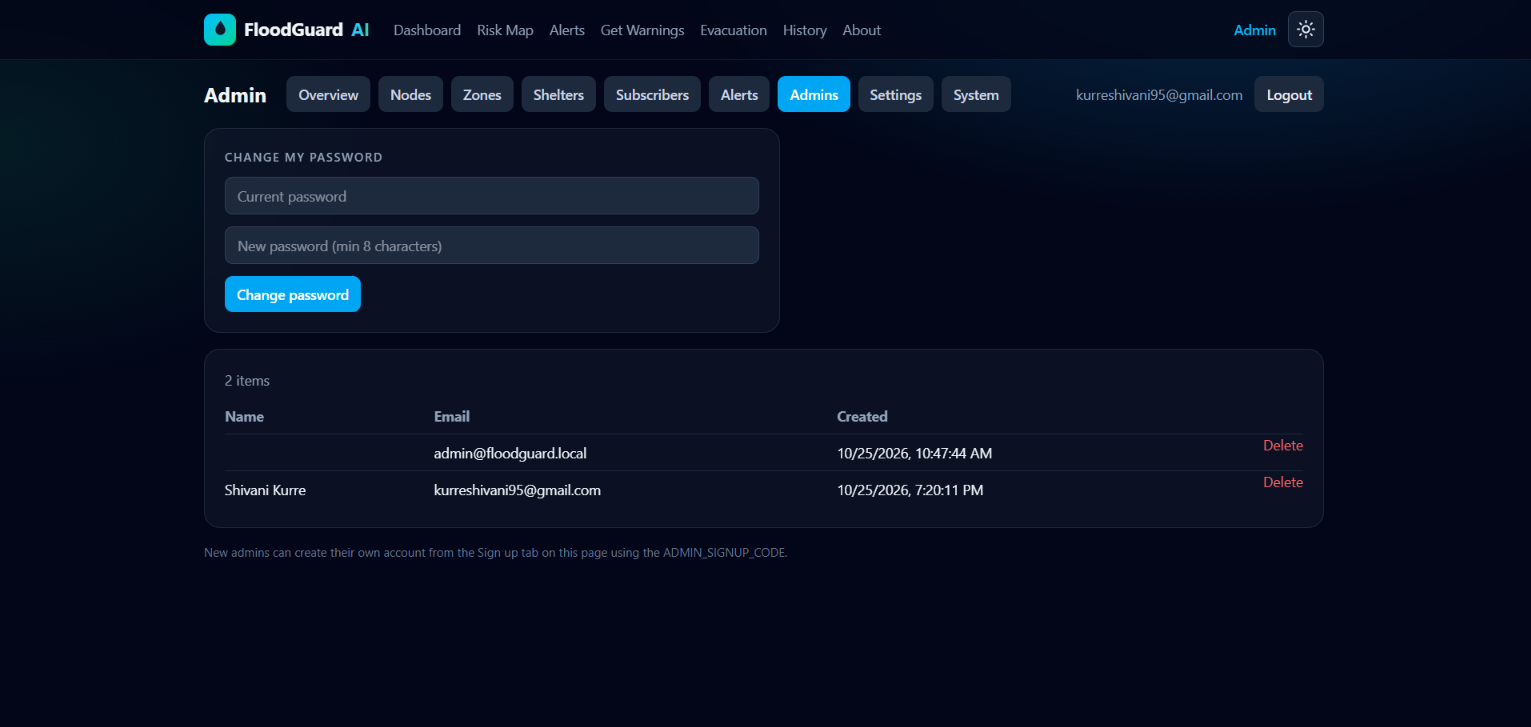 FloodGuard AI Dashboard Risk Map Alerts Get Warnings Evacuation History About Admin
Admin Overview Nodes Zones Shelters Subscribers Alerts Admins Settings System kurreshivani95@gmail.com Logout
CHANGE MY PASSWORD
Current password
New password (min 8 characters)
Change password
2 items
Name Email Created
admin@floodguard.local 10/25/2026, 10:47:44 AM Delete
Shivani Kurre kurreshivani95@gmail.com 10/25/2026, 7:20:11 PM Delete
New admins can create their own account from the Sign up tab on this page using the ADMIN_SIGNUP_CODE.